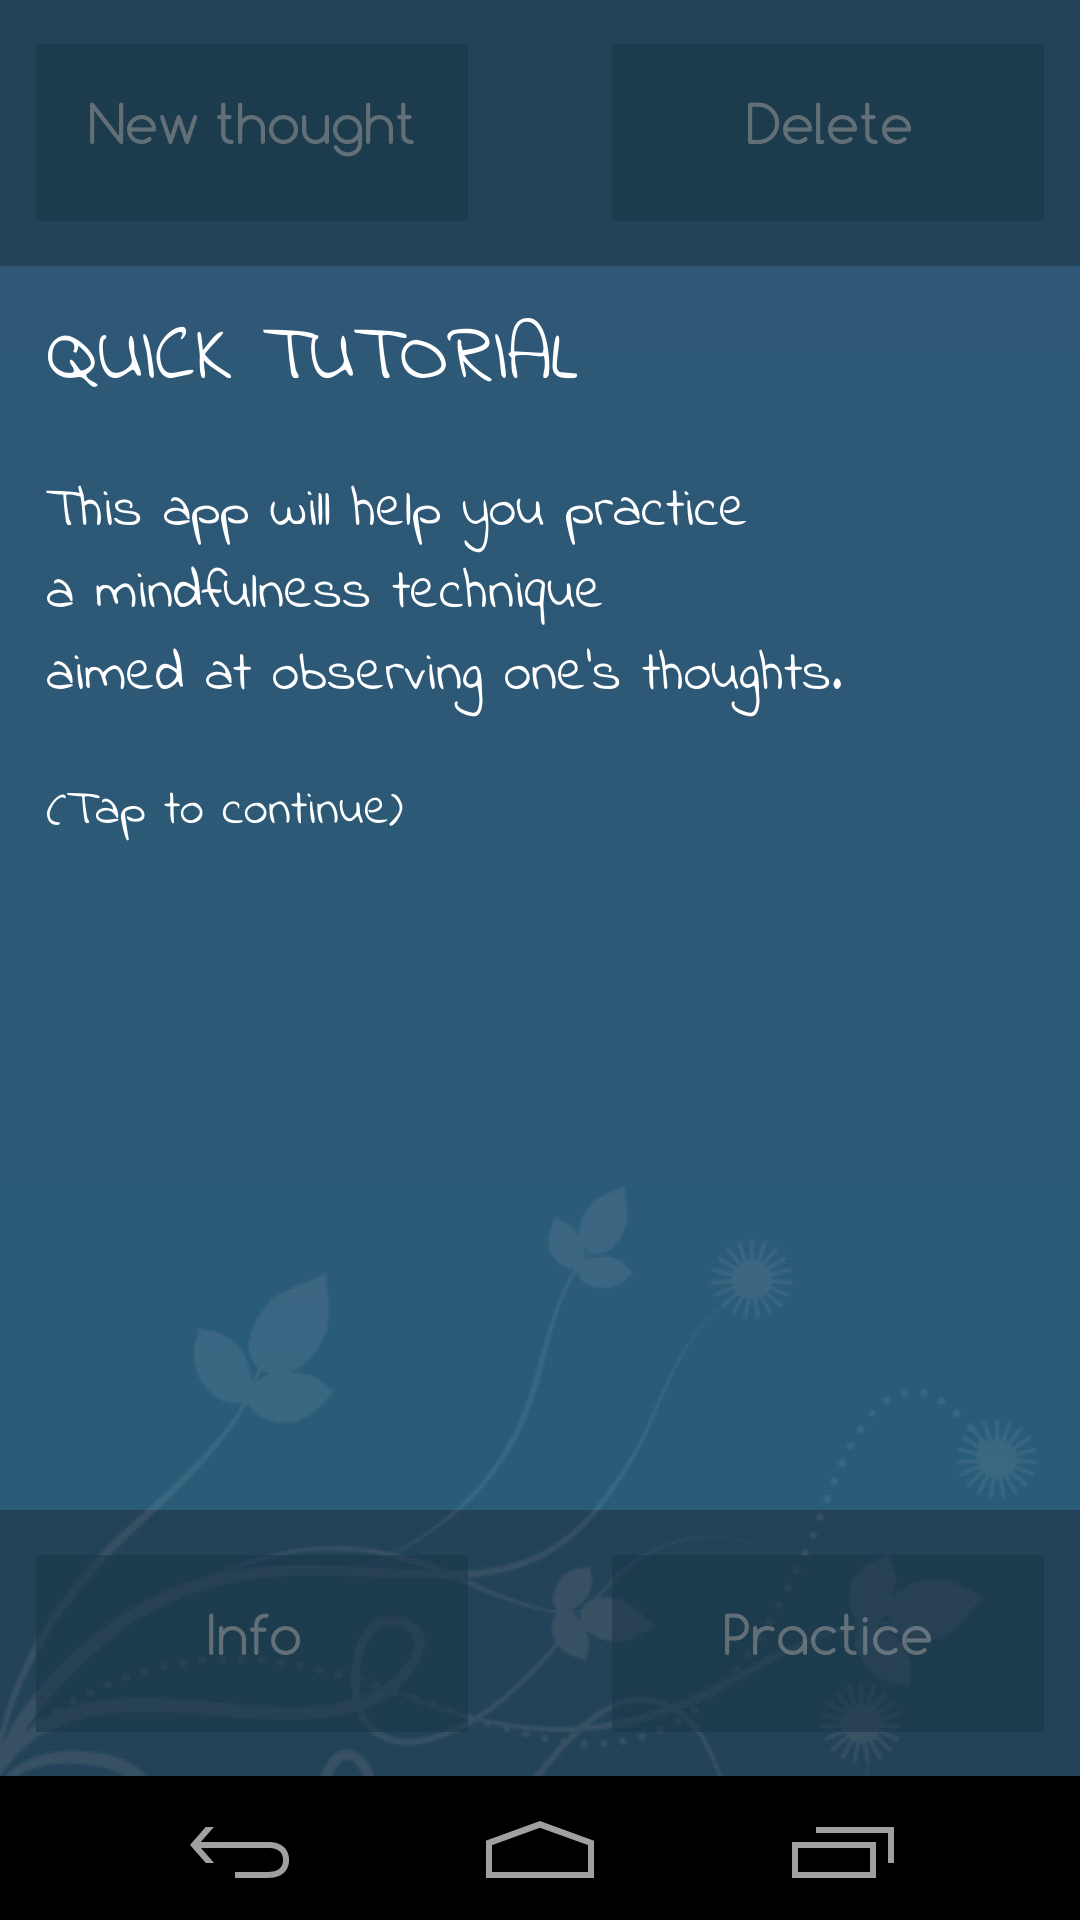 New thought
Delete
QUICK TUTORIAL
This app will help you practice
a mindfulness technique
aimed at observing one's thoughts.
(Tap to continue)
Info
Practice